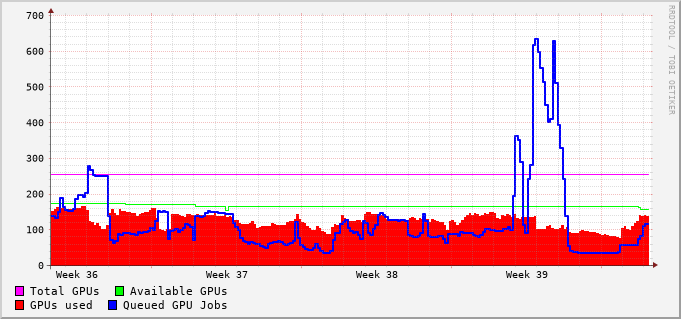 700
600
500
400
300
200
100
0
Week 36 Week 37 Week 38 Week 39
Total GPUs Available GPUs
GPUs used Queued GPU Jobs
RRDTOOL / TOBI OETIKER